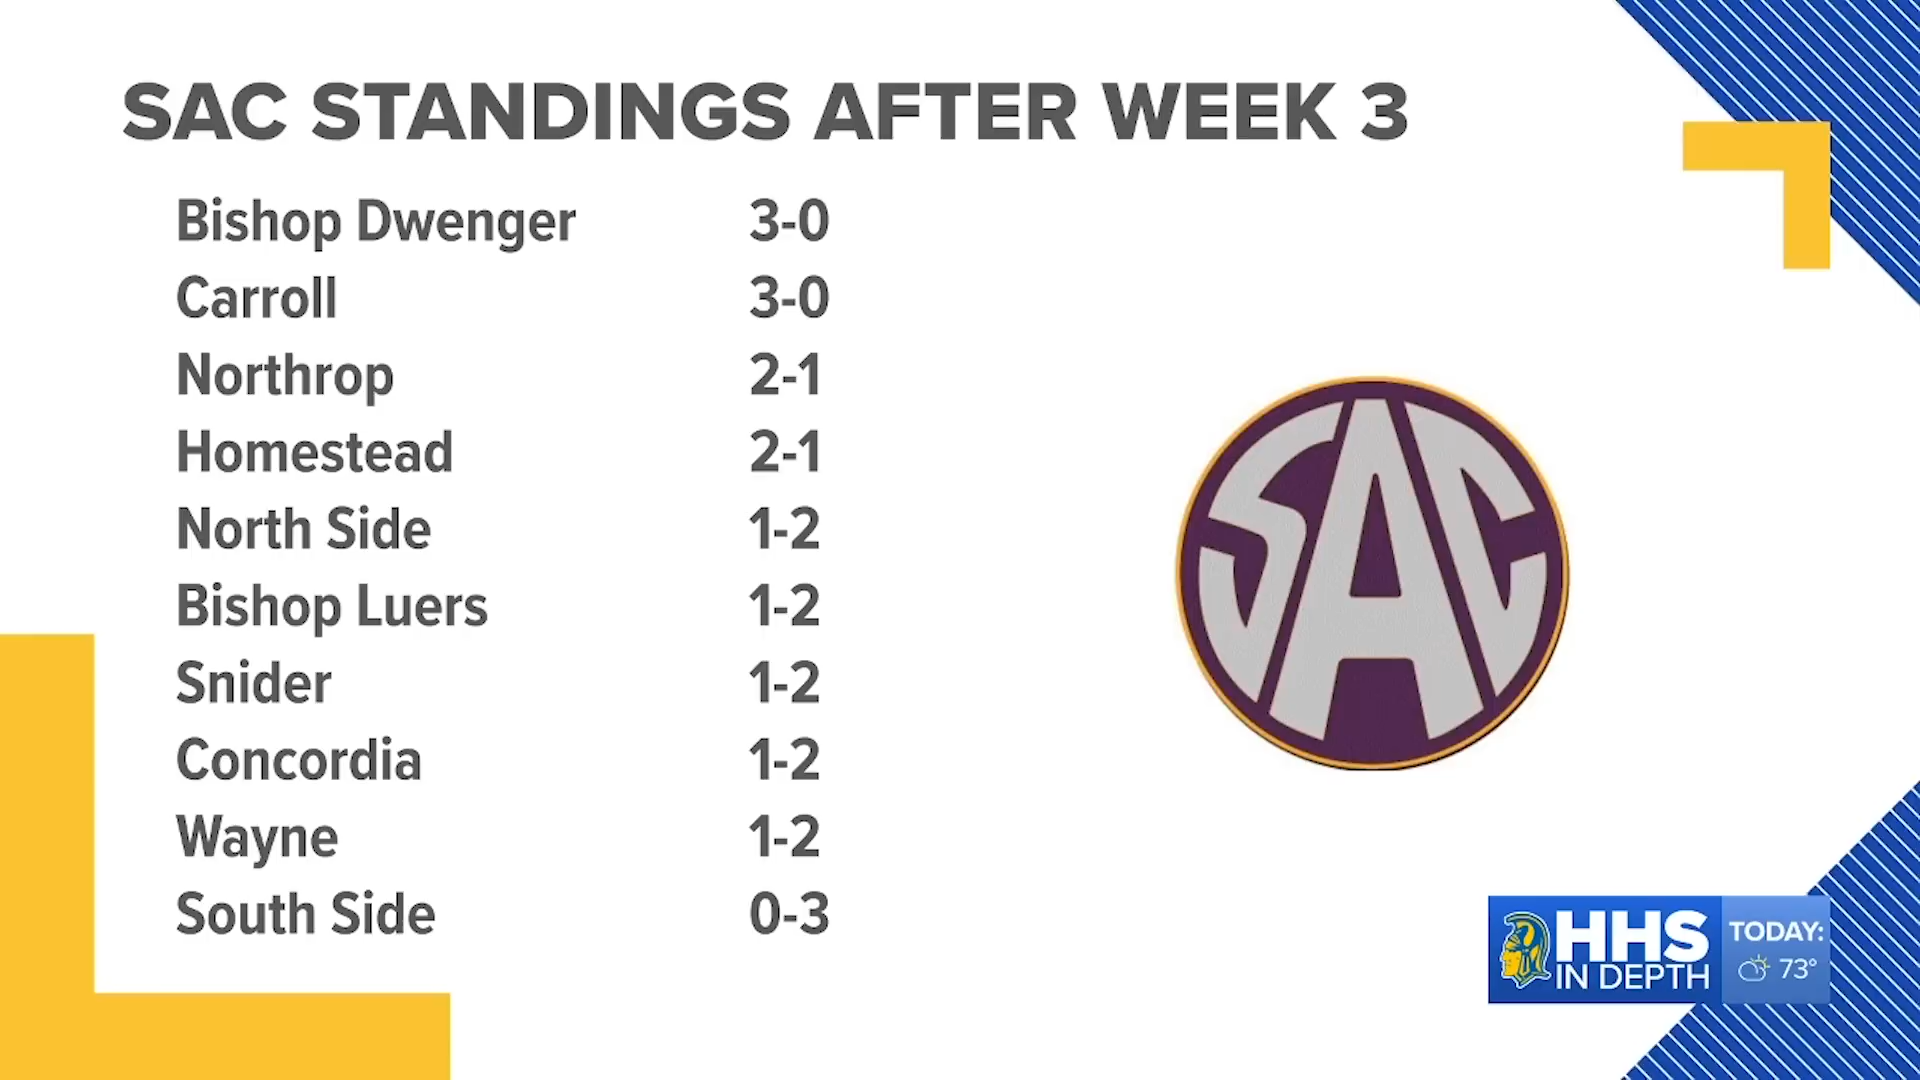 SAC STANDINGS AFTER WEEK 3
Bishop Dwenger 3-0
Carroll 3-0
Northrop 2-1
Homestead 2-1
North Side 1-2
Bishop Luers 1-2
Snider 1-2
Concordia 1-2
Wayne 1-2
South Side 0-3
SAC
HHS
IN DEPTH
TODAY:
73°